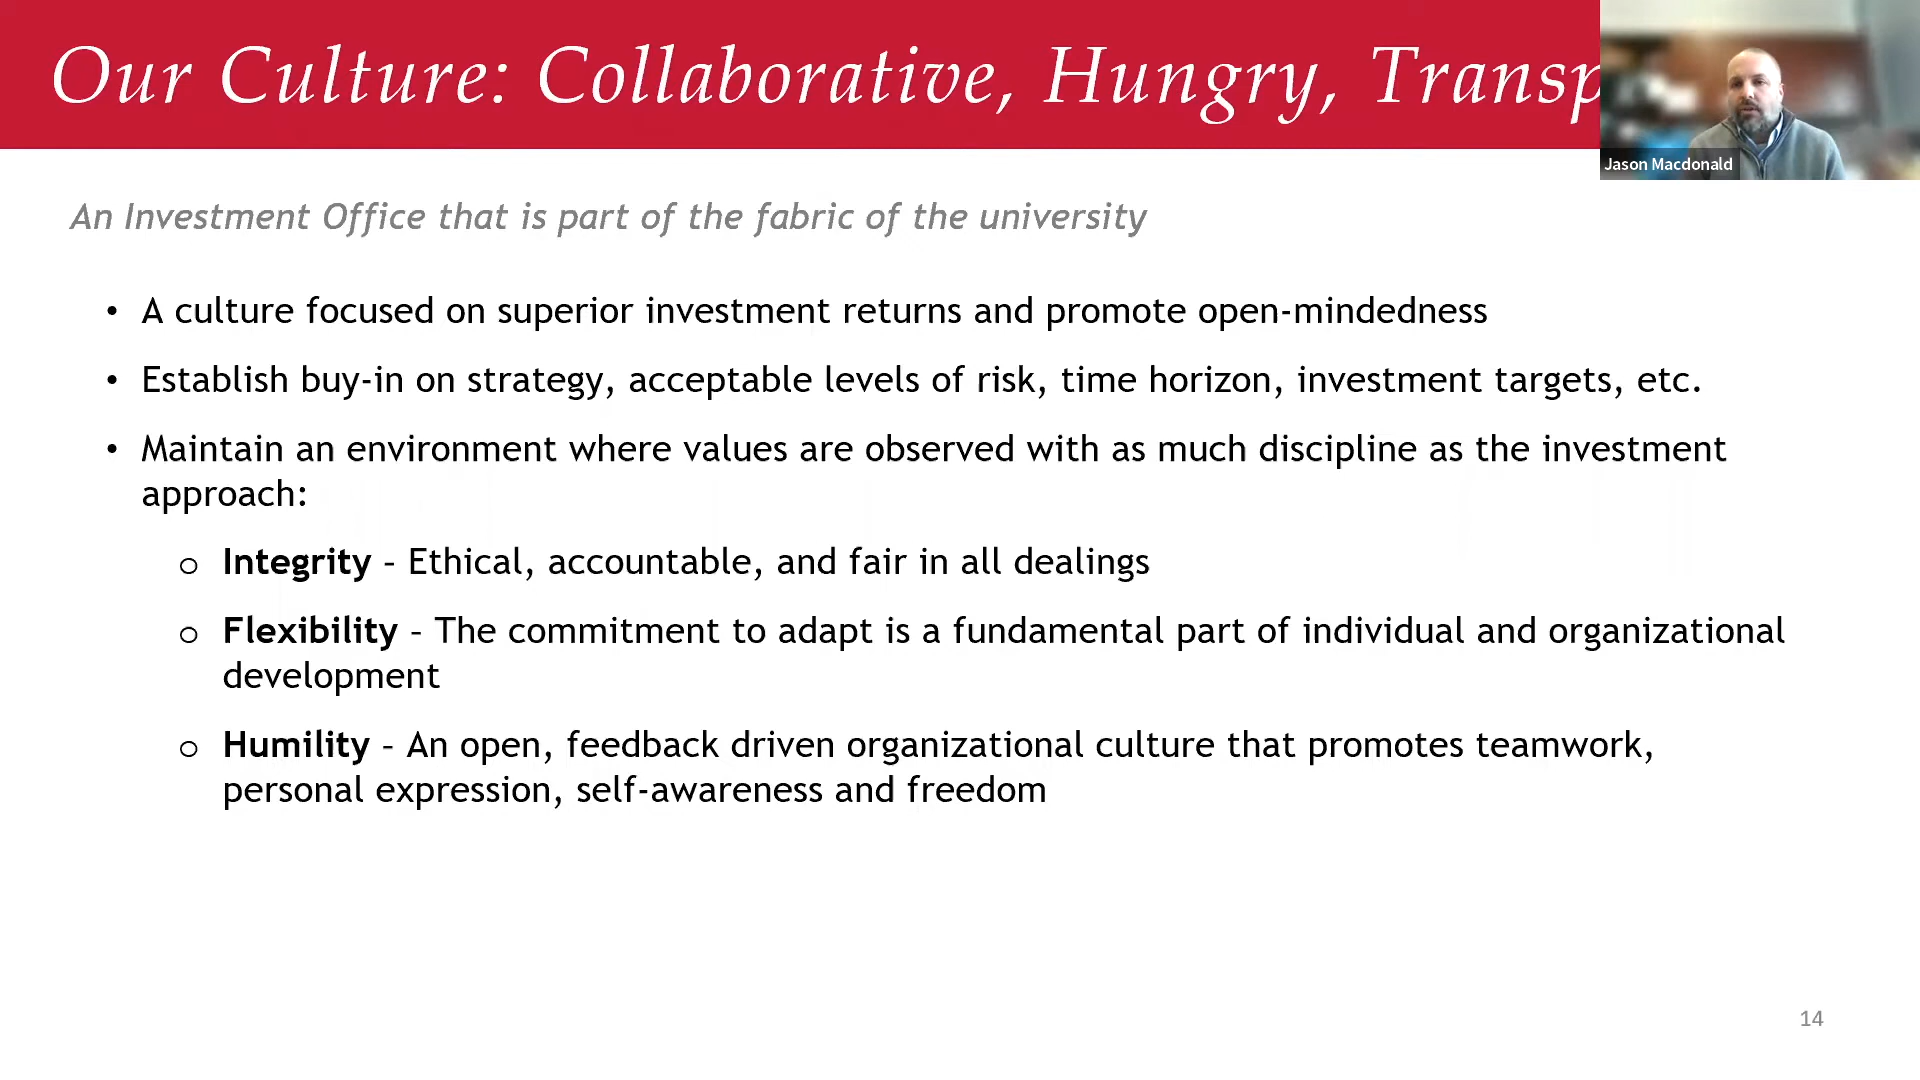 Our Culture: Collaborative, Hungry, Transp
Jason Macdonald
An Investment Office that is part of the fabric of the university
• A culture focused on superior investment returns and promote open-mindedness
• Establish buy-in on strategy, acceptable levels of risk, time horizon, investment targets, etc.
• Maintain an environment where values are observed with as much discipline as the investment
approach:
o Integrity – Ethical, accountable, and fair in all dealings
o Flexibility – The commitment to adapt is a fundamental part of individual and organizational
development
o Humility – An open, feedback driven organizational culture that promotes teamwork,
personal expression, self-awareness and freedom
14